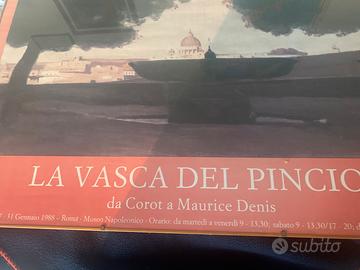 LA VASCA DEL PINCIO
da Corot a Maurice Denis
31 Gennaio 1988 - Roma - Museo Napoleonico - Orario: da martedì a venerdì 9 - 13.30; sabato 9 - 13.30/17 - 20; d
subito